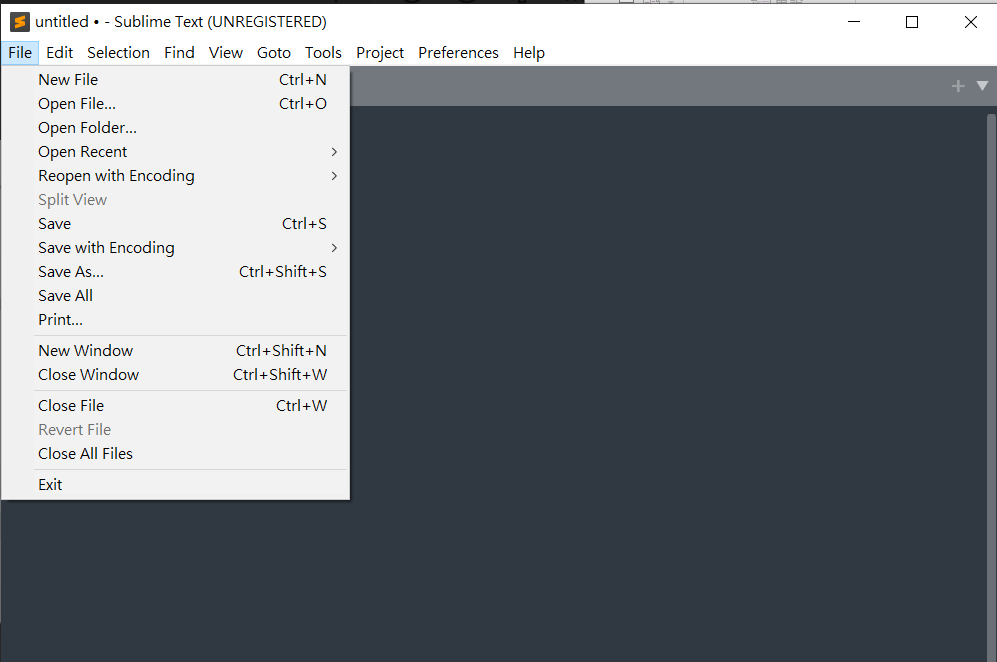 untitled • - Sublime Text (UNREGISTERED)
File Edit Selection Find View Goto Tools Project Preferences Help
New File Ctrl+N
Open File... Ctrl+O
Open Folder...
Open Recent
Reopen with Encoding
Split View
Save Ctrl+S
Save with Encoding
Save As... Ctrl+Shift+S
Save All
Print...
New Window Ctrl+Shift+N
Close Window Ctrl+Shift+W
Close File Ctrl+W
Revert File
Close All Files
Exit